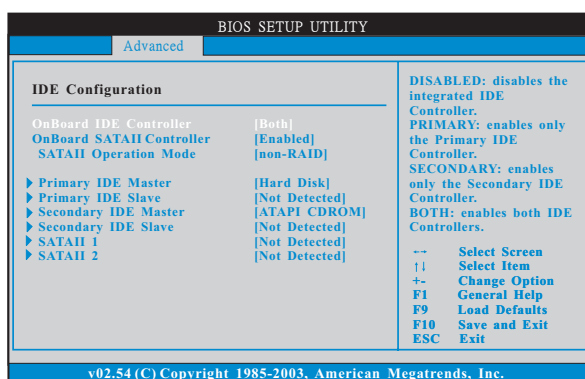 BIOS SETUP UTILITY
Advanced
IDE Configuration
OnBoard IDE Controller [Both]
OnBoard SATAII Controller [Enabled]
SATAII Operation Mode [non-RAID]
Primary IDE Master [Hard Disk]
Primary IDE Slave [Not Detected]
Secondary IDE Master [ATAPI CDROM]
Secondary IDE Slave [Not Detected]
SATAII 1 [Not Detected]
SATAII 2 [Not Detected]
DISABLED: disables the
integrated IDE
Controller.
PRIMARY: enables only
the Primary IDE
Controller.
SECONDARY: enables
only the Secondary IDE
Controller.
BOTH: enables both IDE
Controllers.
↔ Select Screen
↑↓ Select Item
+- Change Option
F1 General Help
F9 Load Defaults
F10 Save and Exit
ESC Exit
v02.54 (C) Copyright 1985-2003, American Megatrends, Inc.